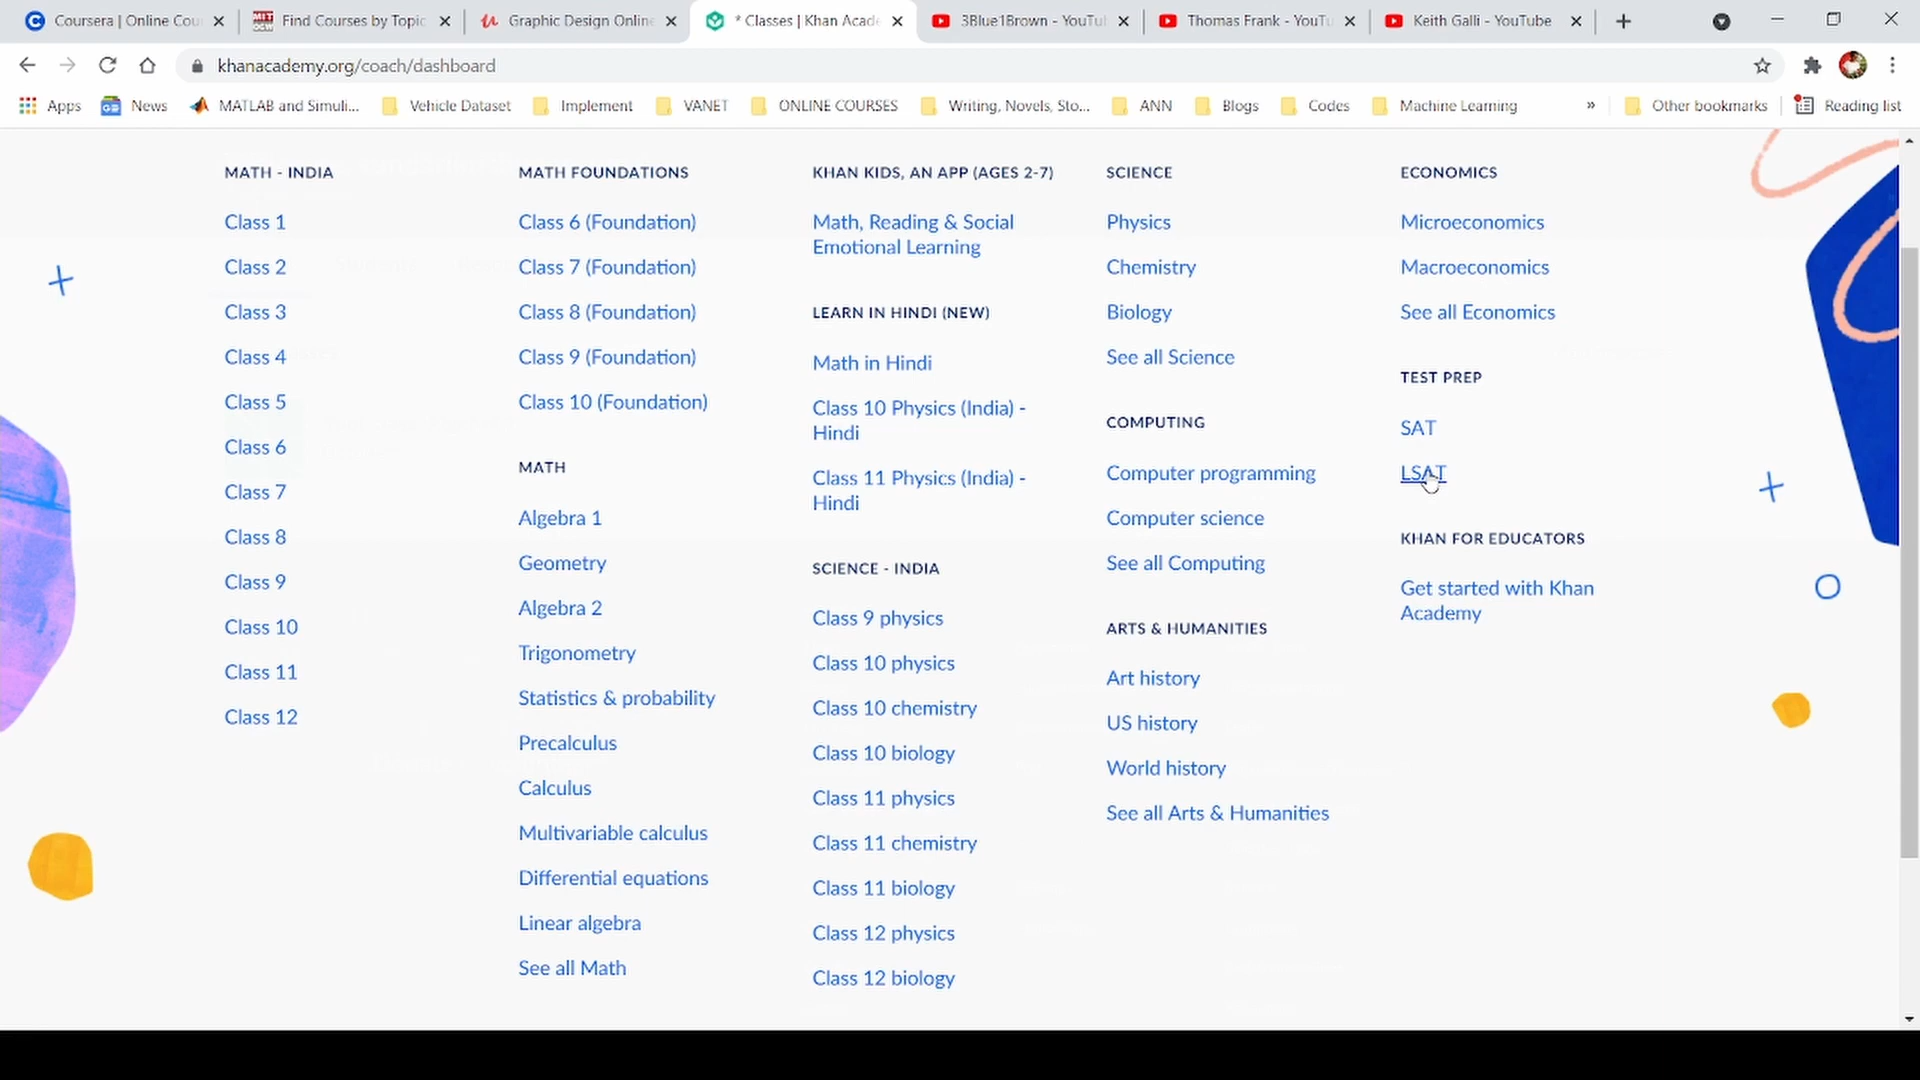 Coursera | Online Cou
Find Courses by Topic
Graphic Design Online
* Classes | Khan Acade
3Blue1Brown - YouTu
Thomas Frank - YouTu
Keith Galli - YouTube
khanacademy.org/coach/dashboard
Apps
News
MATLAB and Simuli...
Vehicle Dataset
Implement
VANET
ONLINE COURSES
Writing, Novels, Sto...
ANN
Blogs
Codes
Machine Learning
»
Other bookmarks
Reading list
MATH - INDIA
Class 1
Class 2
Class 3
Class 4
Class 5
Class 6
Class 7
Class 8
Class 9
Class 10
Class 11
Class 12
MATH FOUNDATIONS
Class 6 (Foundation)
Class 7 (Foundation)
Class 8 (Foundation)
Class 9 (Foundation)
Class 10 (Foundation)
MATH
Algebra 1
Geometry
Algebra 2
Trigonometry
Statistics & probability
Precalculus
Calculus
Multivariable calculus
Differential equations
Linear algebra
See all Math
KHAN KIDS, AN APP (AGES 2-7)
Math, Reading & Social
Emotional Learning
LEARN IN HINDI (NEW)
Math in Hindi
Class 10 Physics (India) -
Hindi
Class 11 Physics (India) -
Hindi
SCIENCE - INDIA
Class 9 physics
Class 10 physics
Class 10 chemistry
Class 10 biology
Class 11 physics
Class 11 chemistry
Class 11 biology
Class 12 physics
Class 12 biology
SCIENCE
Physics
Chemistry
Biology
See all Science
COMPUTING
Computer programming
Computer science
See all Computing
ARTS & HUMANITIES
Art history
US history
World history
See all Arts & Humanities
ECONOMICS
Microeconomics
Macroeconomics
See all Economics
TEST PREP
SAT
LSAT
KHAN FOR EDUCATORS
Get started with Khan
Academy